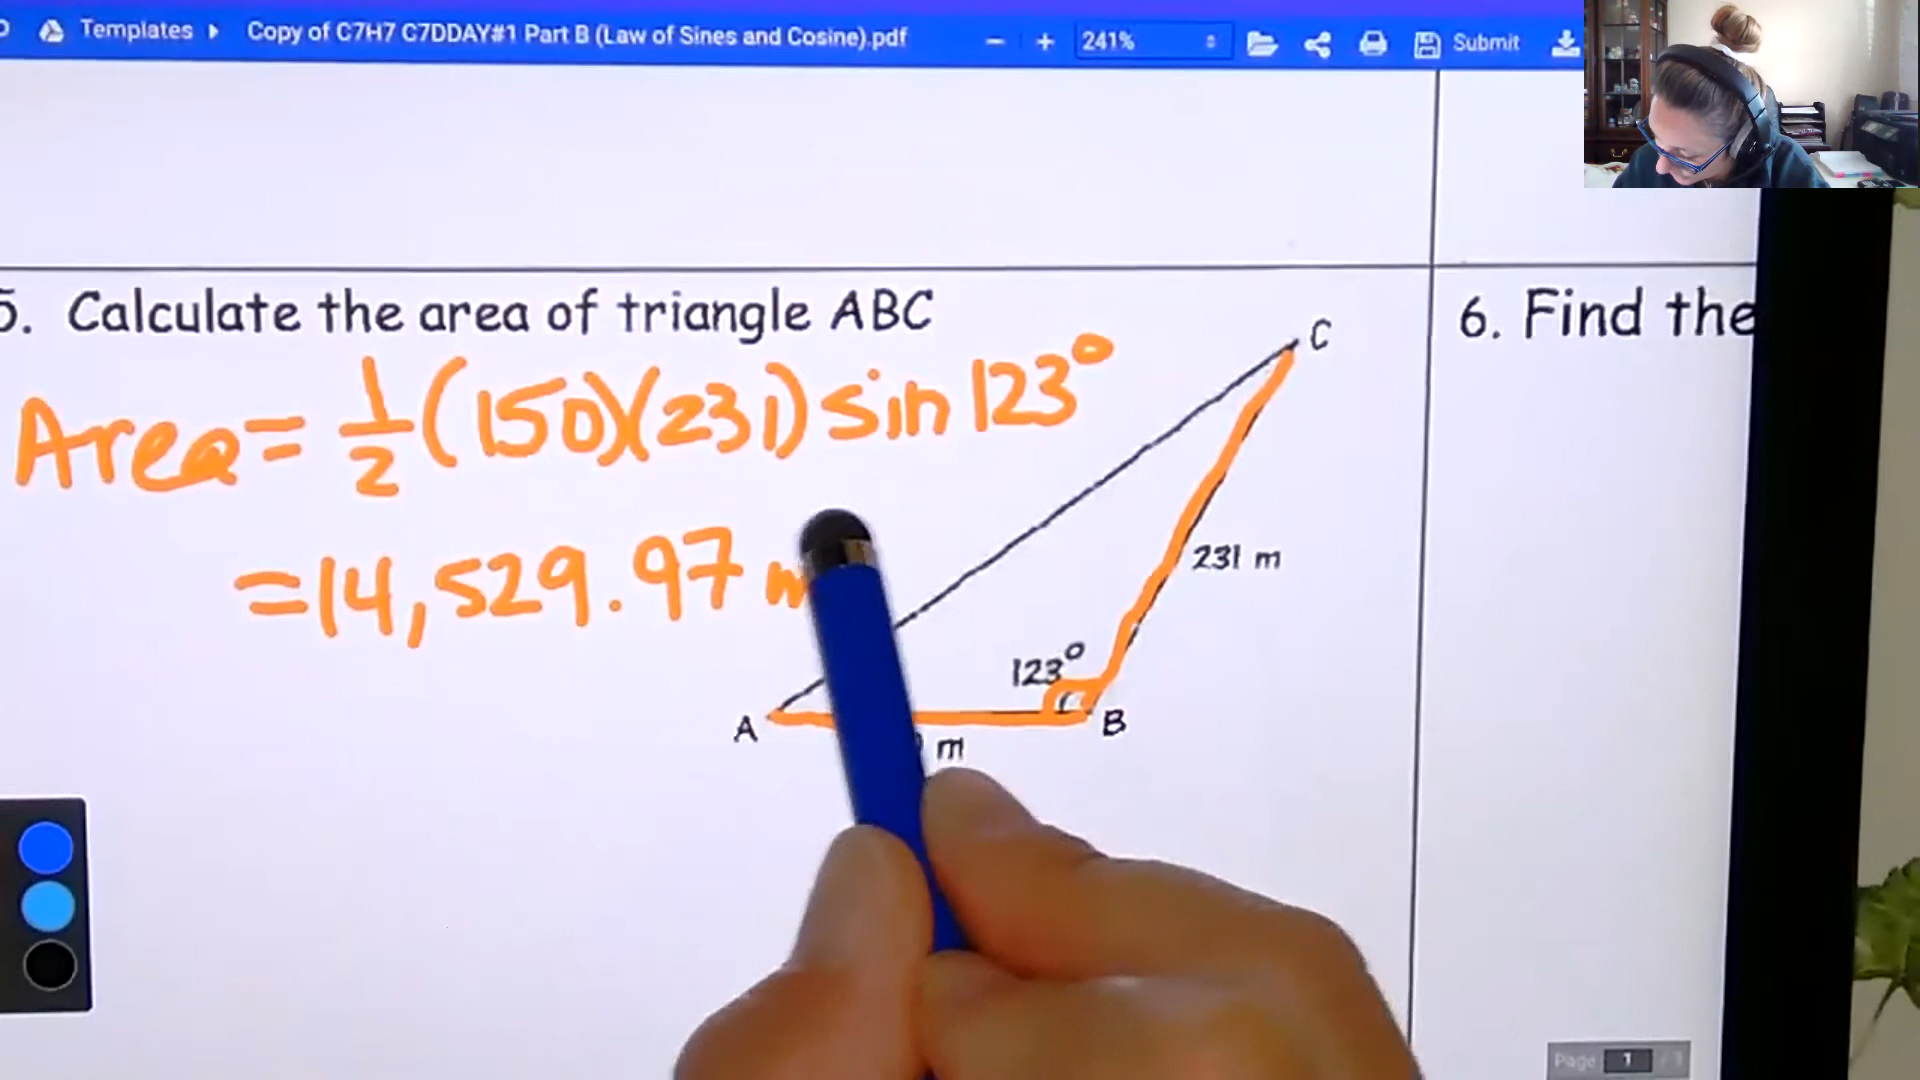 Templates ▸ Copy of C7H7 C7DDAY#1 Part B (Law of Sines and Cosine).pdf − + 241% Submit
5. Calculate the area of triangle ABC
6. Find the
Area = 1/2 (150)(231) sin 123°
= 14,529.97 m
C
231 m
123°
A
B
m
Page 1 / 3